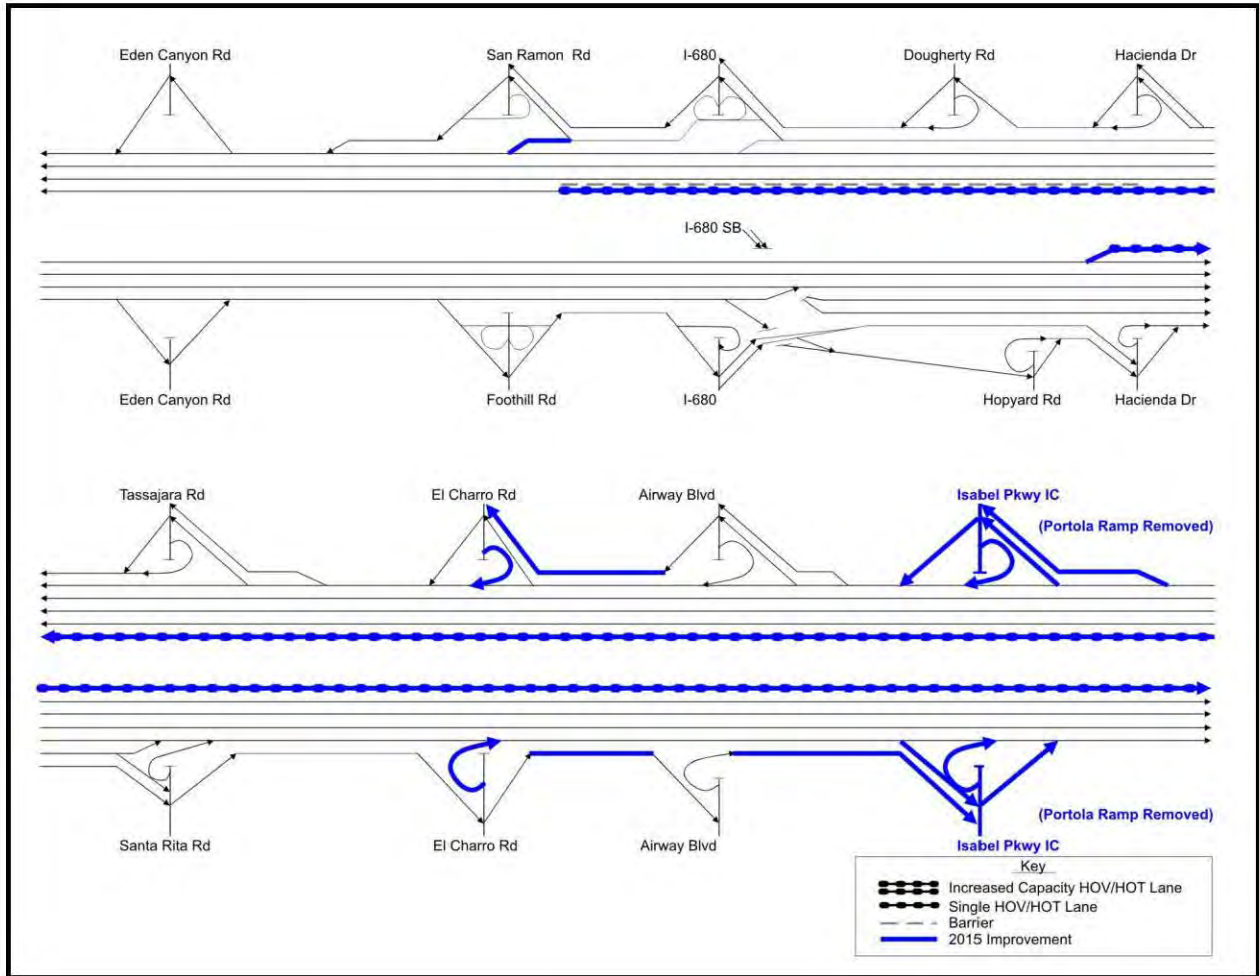 Eden Canyon Rd
San Ramon Rd
I-680
Dougherty Rd
Hacienda Dr
I-680 SB
Eden Canyon Rd
Foothill Rd
I-680
Hopyard Rd
Hacienda Dr
Tassajara Rd
El Charro Rd
Airway Blvd
Isabel Pkwy IC
(Portola Ramp Removed)
(Portola Ramp Removed)
Santa Rita Rd
El Charro Rd
Airway Blvd
Isabel Pkwy IC
Key
Increased Capacity HOV/HOT Lane
Single HOV/HOT Lane
Barrier
2015 Improvement